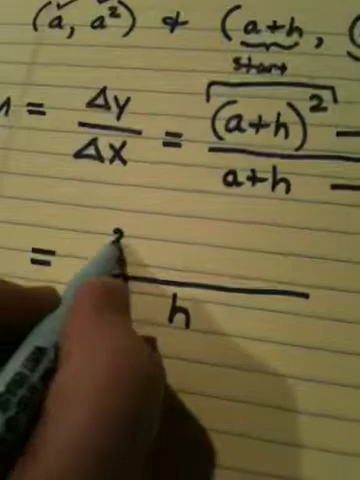 (a, a²) & (a+h,
start
= Δy/Δx = (a+h)² − / a+h −
= / h